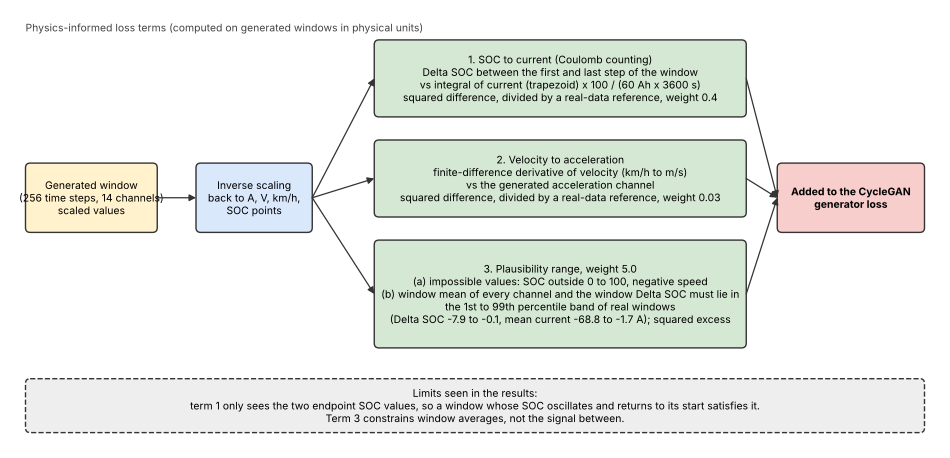 Physics-informed loss terms (computed on generated windows in physical units)
Generated window
(256 time steps, 14 channels)
scaled values
Inverse scaling
back to A, V, km/h,
SOC points
1. SOC to current (Coulomb counting)
Delta SOC between the first and last step of the window
vs integral of current (trapezoid) x 100 / (60 Ah x 3600 s)
squared difference, divided by a real-data reference, weight 0.4
2. Velocity to acceleration
finite-difference derivative of velocity (km/h to m/s)
vs the generated acceleration channel
squared difference, divided by a real-data reference, weight 0.03
3. Plausibility range, weight 5.0
(a) impossible values: SOC outside 0 to 100, negative speed
(b) window mean of every channel and the window Delta SOC must lie in
the 1st to 99th percentile band of real windows
(Delta SOC -7.9 to -0.1, mean current -68.8 to -1.7 A); squared excess
Added to the CycleGAN
generator loss
Limits seen in the results:
term 1 only sees the two endpoint SOC values, so a window whose SOC oscillates and returns to its start satisfies it.
Term 3 constrains window averages, not the signal between.